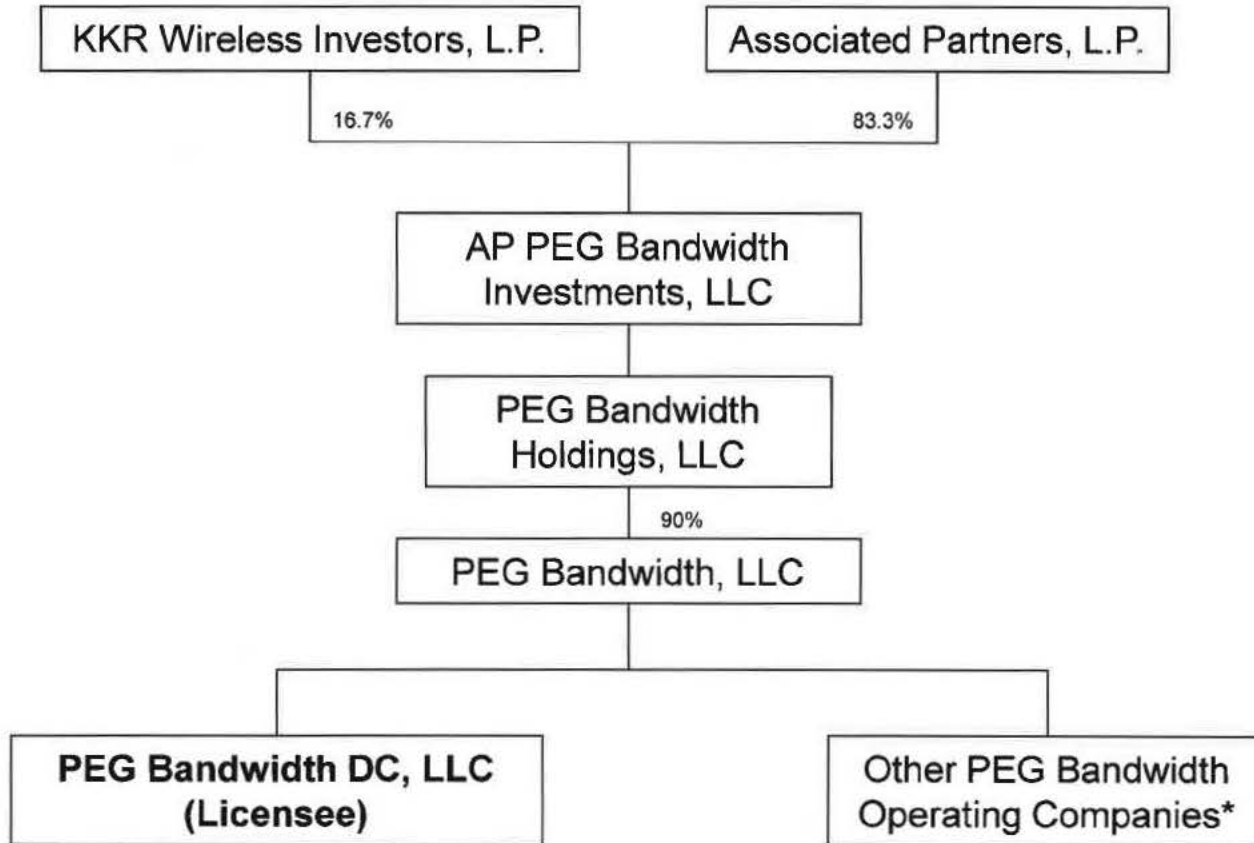 KKR Wireless Investors, L.P.
Associated Partners, L.P.
16.7%
83.3%
AP PEG Bandwidth
Investments, LLC
PEG Bandwidth
Holdings, LLC
90%
PEG Bandwidth, LLC
PEG Bandwidth DC, LLC
(Licensee)
Other PEG Bandwidth
Operating Companies*